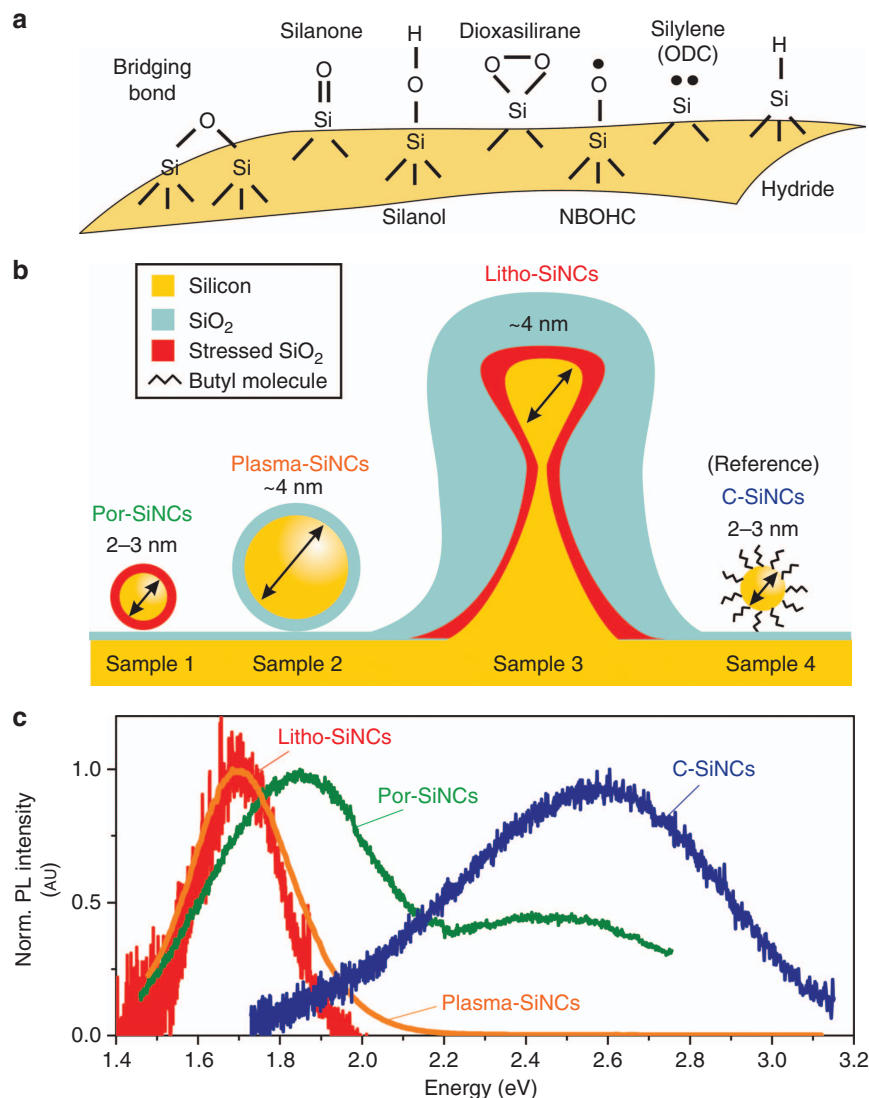 a
Bridging
bond
O
Si
Si
Silanone
O
Si
H
O
Si
Silanol
Dioxasilirane
O
O
Si
O
Si
NBOHC
Silylene
(ODC)
Si
H
Si
Hydride
b
Silicon
SiO₂
Stressed SiO₂
Butyl molecule
Litho-SiNCs
~4 nm
Plasma-SiNCs
~4 nm
Por-SiNCs
2–3 nm
(Reference)
C-SiNCs
2–3 nm
Sample 1
Sample 2
Sample 3
Sample 4
c
Norm. PL intensity
(AU)
1.0
0.5
0.0
Litho-SiNCs
Por-SiNCs
C-SiNCs
Plasma-SiNCs
1.4 1.6 1.8 2.0 2.2 2.4 2.6 2.8 3.0 3.2
Energy (eV)